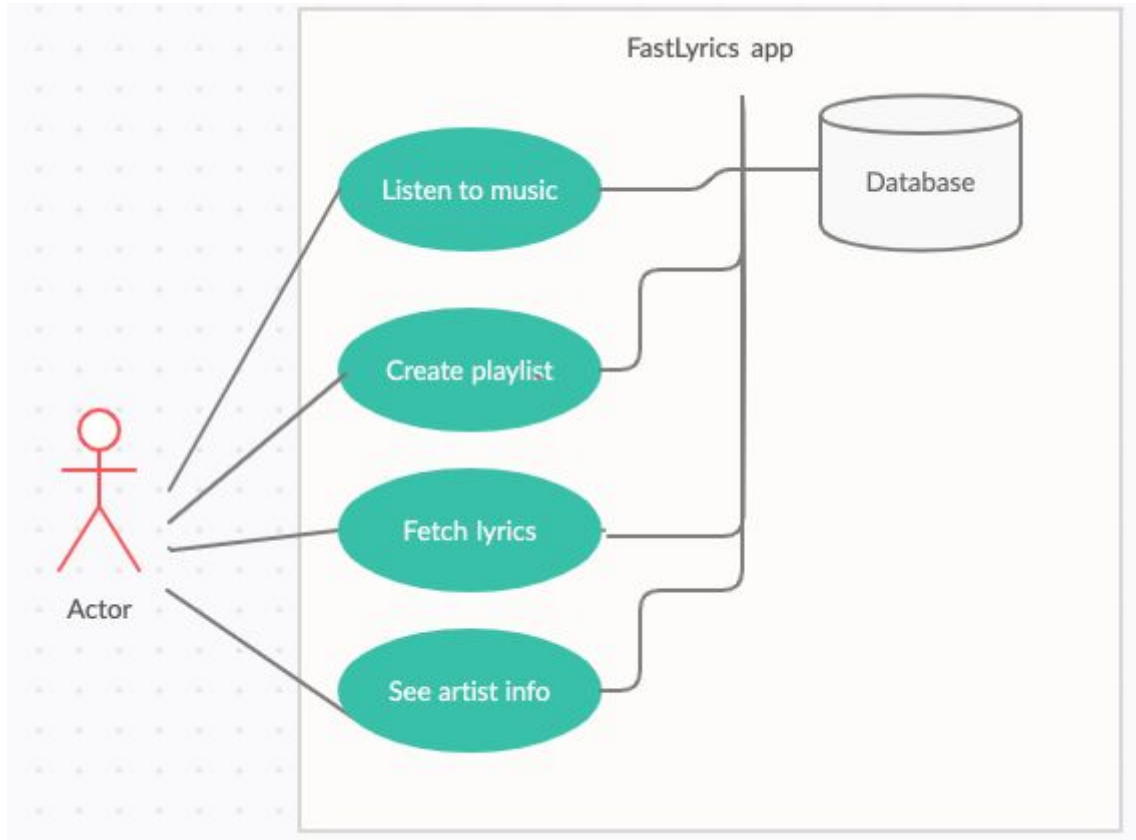 FastLyrics app
Listen to music
Database
Create playlist
Fetch lyrics
Actor
See artist info